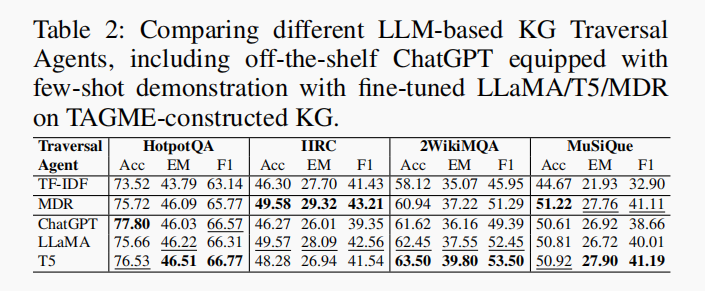 Table 2: Comparing different LLM-based KG Traversal
Agents, including off-the-shelf ChatGPT equipped with
few-shot demonstration with fine-tuned LLaMA/T5/MDR
on TAGME-constructed KG.
Traversal HotpotQA IIRC 2WikiMQA MuSiQue
Agent Acc EM F1 Acc EM F1 Acc EM F1 Acc EM F1
TF-IDF 73.52 43.79 63.14 46.30 27.70 41.43 58.12 35.07 45.95 44.67 21.93 32.90
MDR 75.72 46.09 65.77 49.58 29.32 43.21 60.94 37.22 51.29 51.22 27.76 41.11
ChatGPT 77.80 46.03 66.57 46.27 26.01 39.35 61.62 36.16 49.39 50.61 26.92 38.66
LLaMA 75.66 46.22 66.31 49.57 28.09 42.56 62.45 37.55 52.45 50.81 26.72 40.01
T5 76.53 46.51 66.77 48.28 26.94 41.54 63.50 39.80 53.50 50.92 27.90 41.19